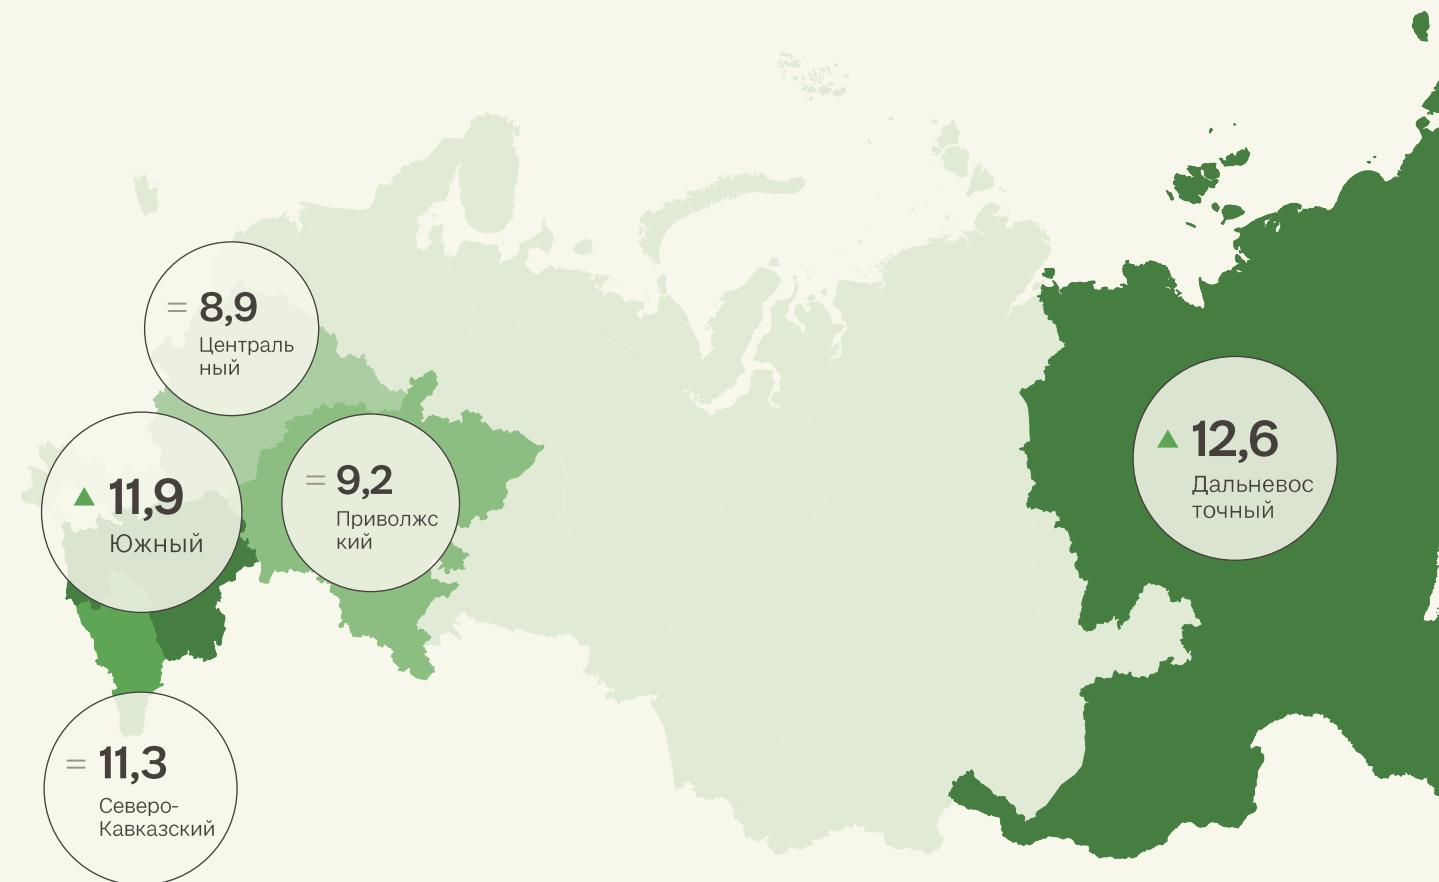 = 8,9
Централь
ный
▲ 11,9
Южный
= 9,2
Приволжс
кий
▲ 12,6
Дальневос
точный
= 11,3
Северо-
Кавказский